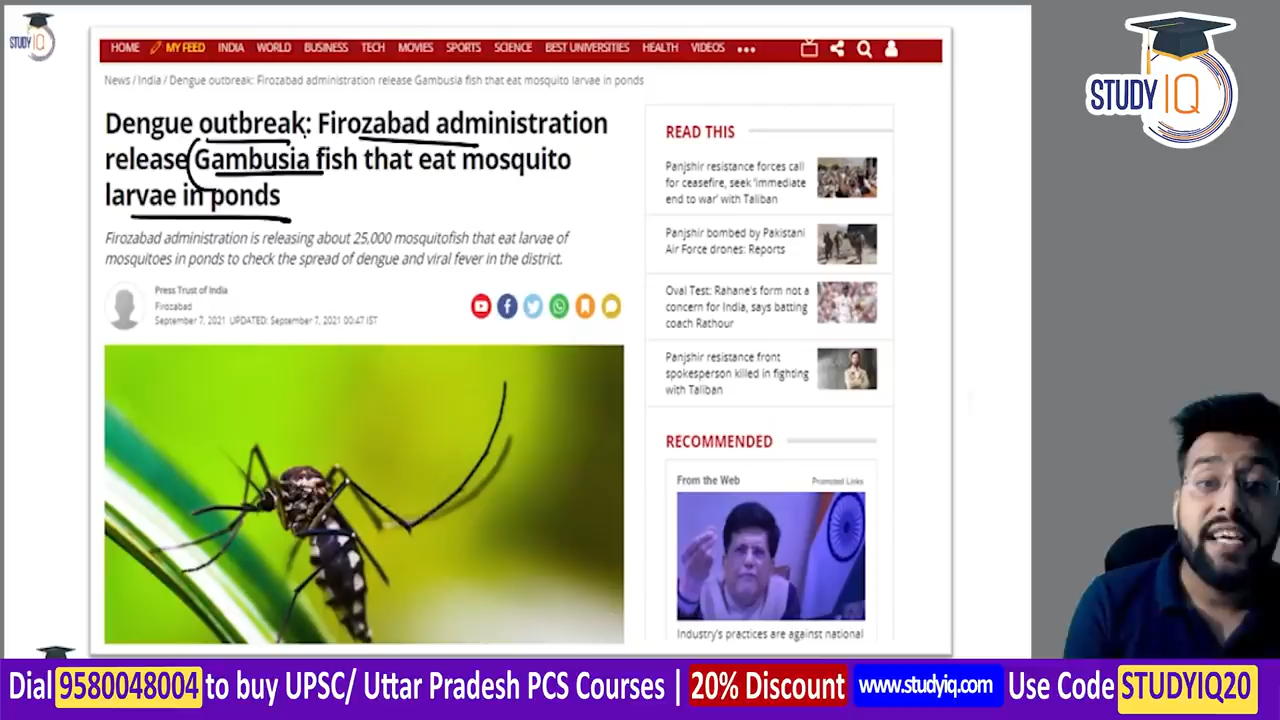 STUDY IQ
STUDY IQ
HOME MY FEED INDIA WORLD BUSINESS TECH MOVIES SPORTS SCIENCE BEST UNIVERSITIES HEALTH VIDEOS
News / India / Dengue outbreak: Firozabad administration release Gambusia fish that eat mosquito larvae in ponds
Dengue outbreak: Firozabad administration
release Gambusia fish that eat mosquito
larvae in ponds
Firozabad administration is releasing about 25,000 mosquitofish that eat larvae of
mosquitoes in ponds to check the spread of dengue and viral fever in the district.
Press Trust of India
Firozabad
September 7, 2021 UPDATED: September 7, 2021 00:47 IST
READ THIS
Panjshir resistance forces call
for ceasefire, seek 'immediate
end to war' with Taliban
Panjshir bombed by Pakistani
Air Force drones: Reports
Oval Test: Rahane's form not a
concern for India, says batting
coach Rathour
Panjshir resistance front
spokesperson killed in fighting
with Taliban
RECOMMENDED
From the Web Promoted Links
Industry's practices are against national
Dial 9580048004 to buy UPSC/ Uttar Pradesh PCS Courses | 20% Discount www.studyiq.com Use Code STUDYIQ20